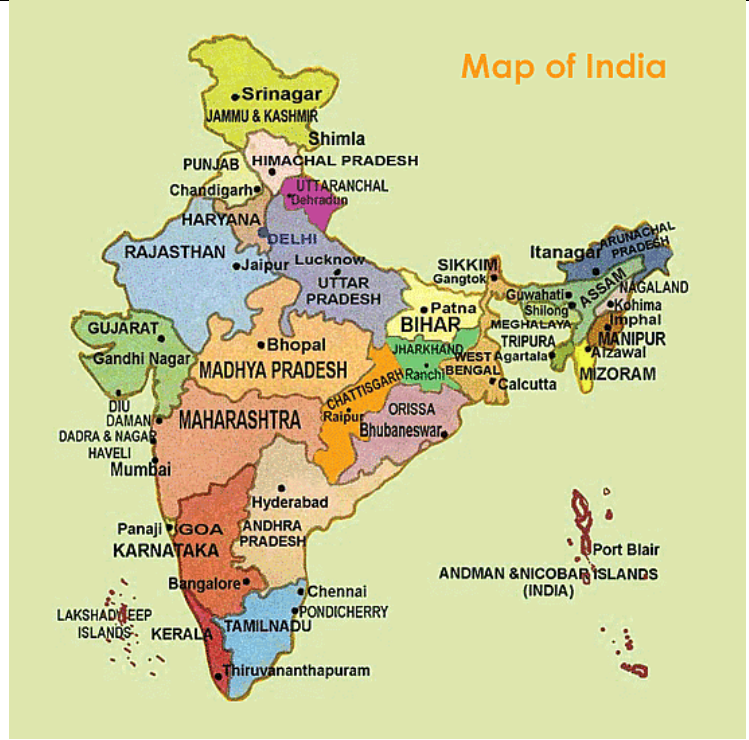 Map of India
Srinagar
JAMMU & KASHMIR
Shimla
PUNJAB
HIMACHAL PRADESH
Chandigarh
UTTARANCHAL
Dehradun
HARYANA
DELHI
RAJASTHAN
Jaipur
Lucknow
UTTAR
PRADESH
SIKKIM
Gangtok
Itanagar
ARUNACHAL
PRADESH
ASSAM
NAGALAND
Guwahati
Kohima
Shilong
Imphal
MEGHALAYA
MANIPUR
TRIPURA
Agartala
Aizawal
MIZORAM
Patna
BIHAR
JHARKHAND
Ranchi
WEST
BENGAL
Calcutta
GUJARAT
Gandhi Nagar
Bhopal
MADHYA PRADESH
CHATTISGARH
Raipur
ORISSA
Bhubaneswar
DIU
DAMAN
DADRA & NAGAR
HAVELI
Mumbai
MAHARASHTRA
Hyderabad
ANDHRA
PRADESH
Panaji
GOA
KARNATAKA
Bangalore
Chennai
PONDICHERRY
TAMILNADU
KERALA
LAKSHADWEEP
ISLANDS
Thiruvananthapuram
Port Blair
ANDMAN &NICOBAR ISLANDS
(INDIA)